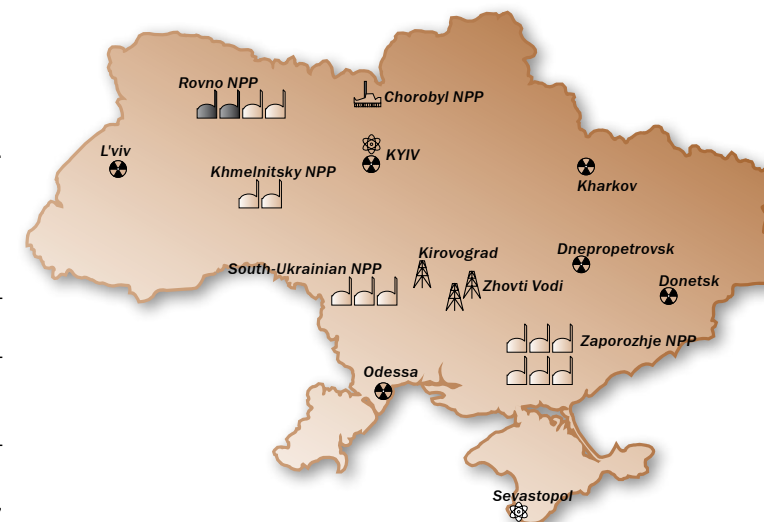 Rovno NPP
Chorobyl NPP
L'viv
KYIV
Khmelnitsky NPP
Kharkov
Kirovograd
Dnepropetrovsk
South-Ukrainian NPP
Zhovti Vodi
Donetsk
Zaporozhje NPP
Odessa
Sevastopol